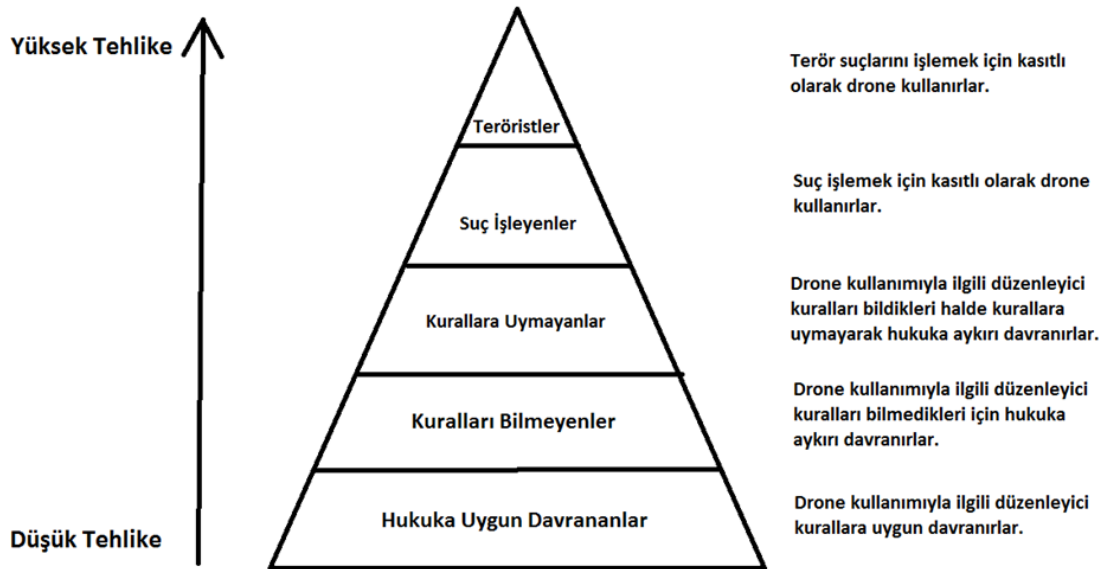 Yüksek Tehlike
Teröristler
Terör suçlarını işlemek için kasıtlı
olarak drone kullanırlar.
Suç İşleyenler
Suç işlemek için kasıtlı olarak drone
kullanırlar.
Kurallara Uymayanlar
Drone kullanımıyla ilgili düzenleyici
kuralları bildikleri halde kurallara
uymayarak hukuka aykırı davranırlar.
Kuralları Bilmeyenler
Drone kullanımıyla ilgili düzenleyici
kuralları bilmedikleri için hukuka
aykırı davranırlar.
Hukuka Uygun Davrananlar
Drone kullanımıyla ilgili düzenleyici
kurallara uygun davranırlar.
Düşük Tehlike